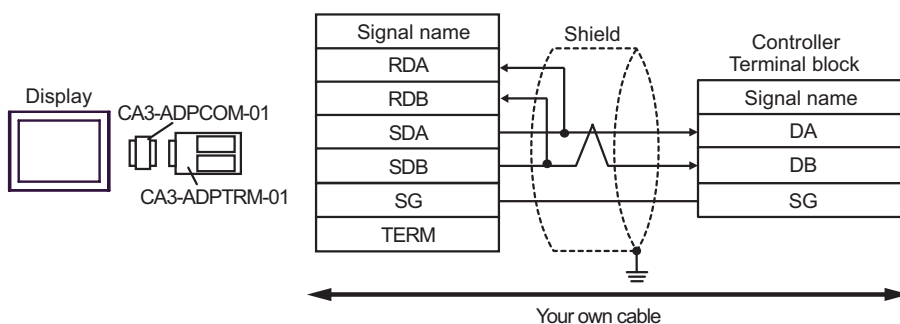 Display
CA3-ADPCOM-01
CA3-ADPTRM-01
Signal name
RDA
RDB
SDA
SDB
SG
TERM
Shield
Controller
Terminal block
Signal name
DA
DB
SG
Your own cable